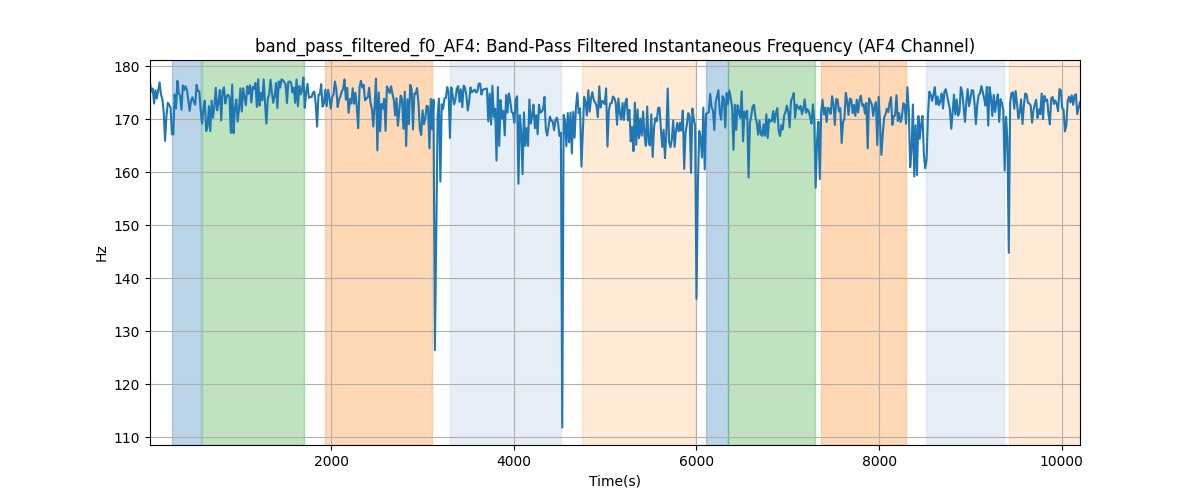 band_pass_filtered_f0_AF4: Band-Pass Filtered Instantaneous Frequency (AF4 Channel)
180
170
160
150
140
130
120
110
Hz
2000 4000 6000 8000 10000
Time(s)